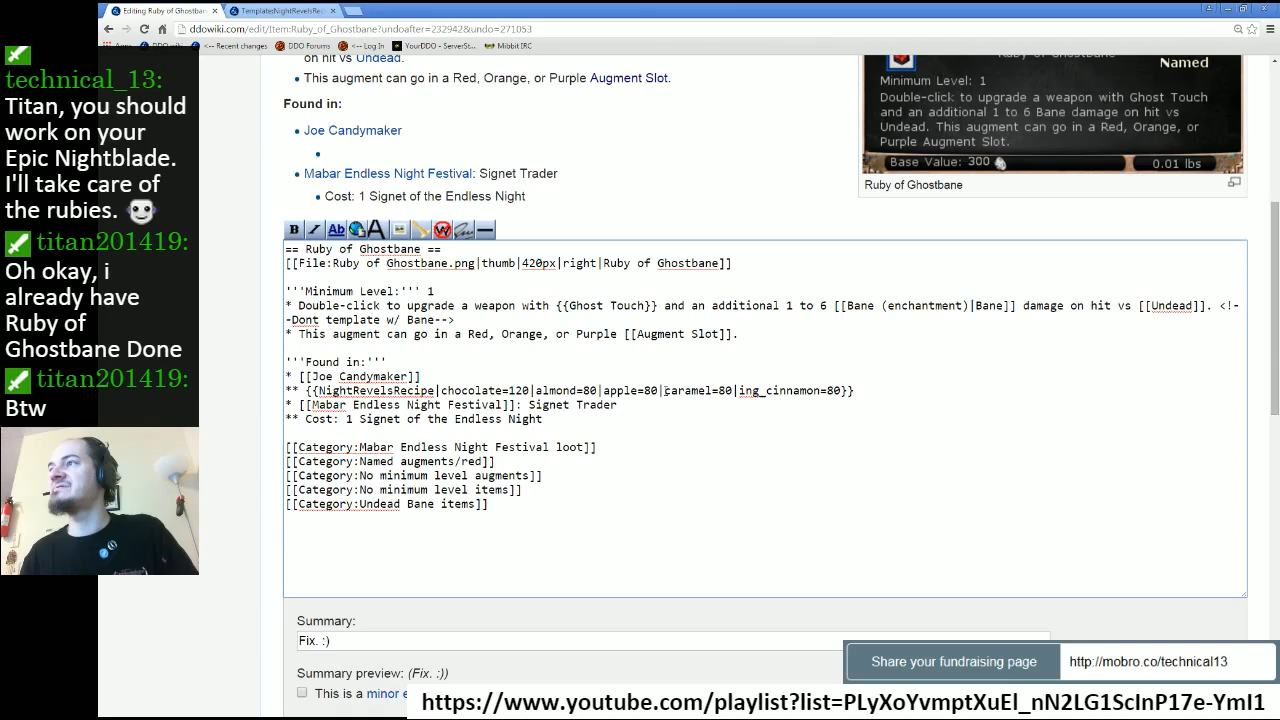 Editing Ruby of Ghostban
Template:NightRevelsRec
ddowiki.com/edit/Item:Ruby_of_Ghostbane?undoafter=232942&undo=271053
Apps
DDO wiki
<-- Recent changes
DDO Forums
<-- Log In
YourDDO -- ServerSt...
Mibbit IRC
technical_13:
Titan, you should
work on your
Epic Nightblade.
I'll take care of
the rubies.
titan201419:
Oh okay, i
already have
Ruby of
Ghostbane Done
titan201419:
Btw
on hit vs Undead.
This augment can go in a Red, Orange, or Purple Augment Slot.
Found in:
Joe Candymaker
Mabar Endless Night Festival: Signet Trader
Cost: 1 Signet of the Endless Night
Ruby of Ghostbane
Named
Minimum Level: 1
Double-click to upgrade a weapon with Ghost Touch
and an additional 1 to 6 Bane damage on hit vs
Undead. This augment can go in a Red, Orange, or
Purple Augment Slot.
Base Value: 300
0.01 lbs
Ruby of Ghostbane
B I Ab A W
== Ruby of Ghostbane ==
[[File:Ruby of Ghostbane.png|thumb|420px|right|Ruby of Ghostbane]]
'''Minimum Level:''' 1
* Double-click to upgrade a weapon with {{Ghost Touch}} and an additional 1 to 6 [[Bane (enchantment)|Bane]] damage on hit vs [[Undead]]. <!-
-Dont template w/ Bane-->
* This augment can go in a Red, Orange, or Purple [[Augment Slot]].
'''Found in:'''
* [[Joe Candymaker]]
** {{NightRevelsRecipe|chocolate=120|almond=80|apple=80|caramel=80|ing_cinnamon=80}}
* [[Mabar Endless Night Festival]]: Signet Trader
** Cost: 1 Signet of the Endless Night
[[Category:Mabar Endless Night Festival loot]]
[[Category:Named augments/red]]
[[Category:No minimum level augments]]
[[Category:No minimum level items]]
[[Category:Undead Bane items]]
Summary:
Fix. :)
Summary preview: (Fix. :))
This is a minor e
Share your fundraising page
http://mobro.co/technical13
https://www.youtube.com/playlist?list=PLyXoYvmptXuEl_nN2LG1ScInP17e-YmI1